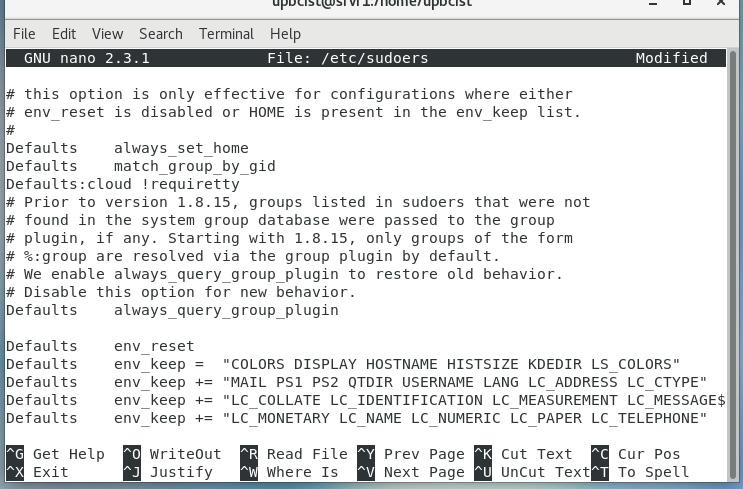 upbcist@srvr1:/home/upbcist
File Edit View Search Terminal Help
GNU nano 2.3.1 File: /etc/sudoers Modified
# this option is only effective for configurations where either
# env_reset is disabled or HOME is present in the env_keep list.
#
Defaults    always_set_home
Defaults    match_group_by_gid
Defaults:cloud !requiretty
# Prior to version 1.8.15, groups listed in sudoers that were not
# found in the system group database were passed to the group
# plugin, if any. Starting with 1.8.15, only groups of the form
# %:group are resolved via the group plugin by default.
# We enable always_query_group_plugin to restore old behavior.
# Disable this option for new behavior.
Defaults    always_query_group_plugin
Defaults    env_reset
Defaults    env_keep =  "COLORS DISPLAY HOSTNAME HISTSIZE KDEDIR LS_COLORS"
Defaults    env_keep += "MAIL PS1 PS2 QTDIR USERNAME LANG LC_ADDRESS LC_CTYPE"
Defaults    env_keep += "LC_COLLATE LC_IDENTIFICATION LC_MEASUREMENT LC_MESSAGE$
Defaults    env_keep += "LC_MONETARY LC_NAME LC_NUMERIC LC_PAPER LC_TELEPHONE"
^G Get Help ^O WriteOut ^R Read File ^Y Prev Page ^K Cut Text ^C Cur Pos
^X Exit ^J Justify ^W Where Is ^V Next Page ^U UnCut Text ^T To Spell